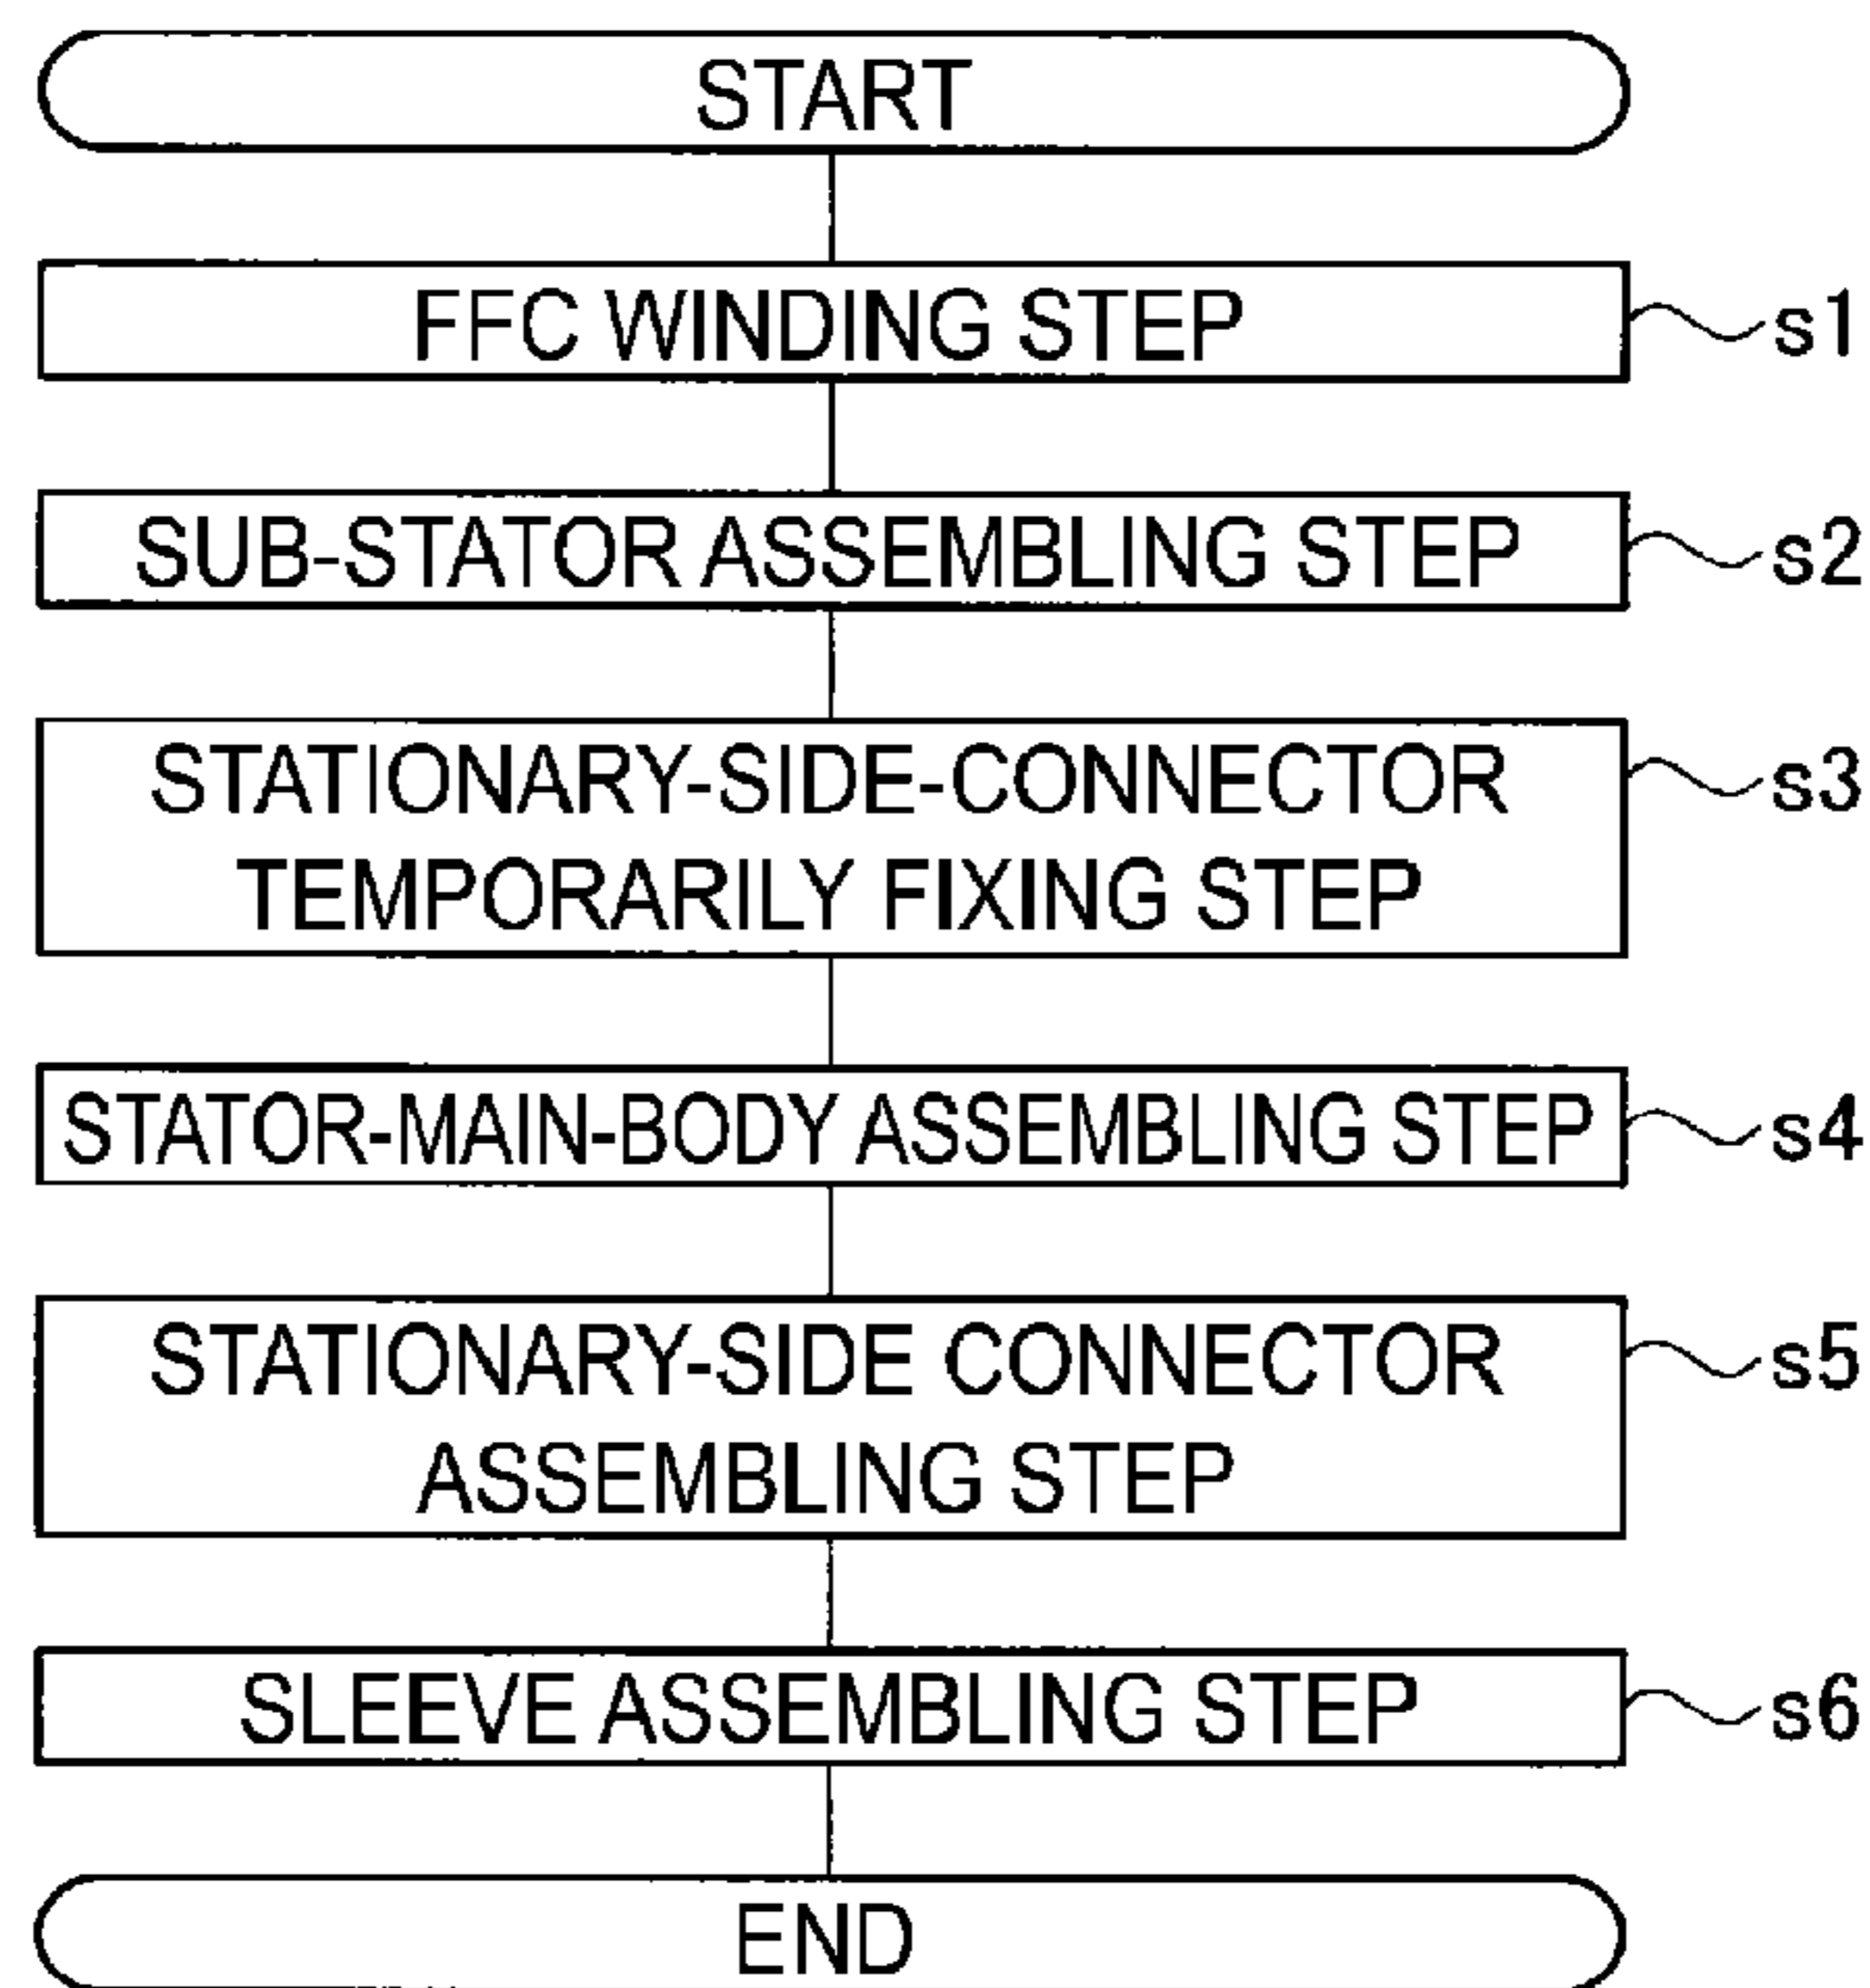 START
FFC WINDING STEP
s1
SUB-STATOR ASSEMBLING STEP
s2
STATIONARY-SIDE-CONNECTOR
TEMPORARILY FIXING STEP
s3
STATOR-MAIN-BODY ASSEMBLING STEP
s4
STATIONARY-SIDE CONNECTOR
ASSEMBLING STEP
s5
SLEEVE ASSEMBLING STEP
s6
END